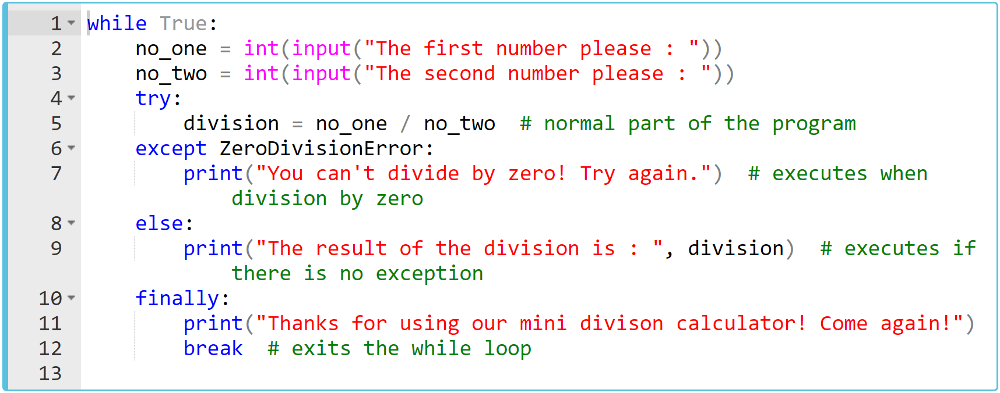 1 while True:
2     no_one = int(input("The first number please : "))
3     no_two = int(input("The second number please : "))
4     try:
5         division = no_one / no_two  # normal part of the program
6     except ZeroDivisionError:
7         print("You can't divide by zero! Try again.")  # executes when
            division by zero
8     else:
9         print("The result of the division is : ", division)  # executes if
            there is no exception
10     finally:
11         print("Thanks for using our mini divison calculator! Come again!")
12         break  # exits the while loop
13